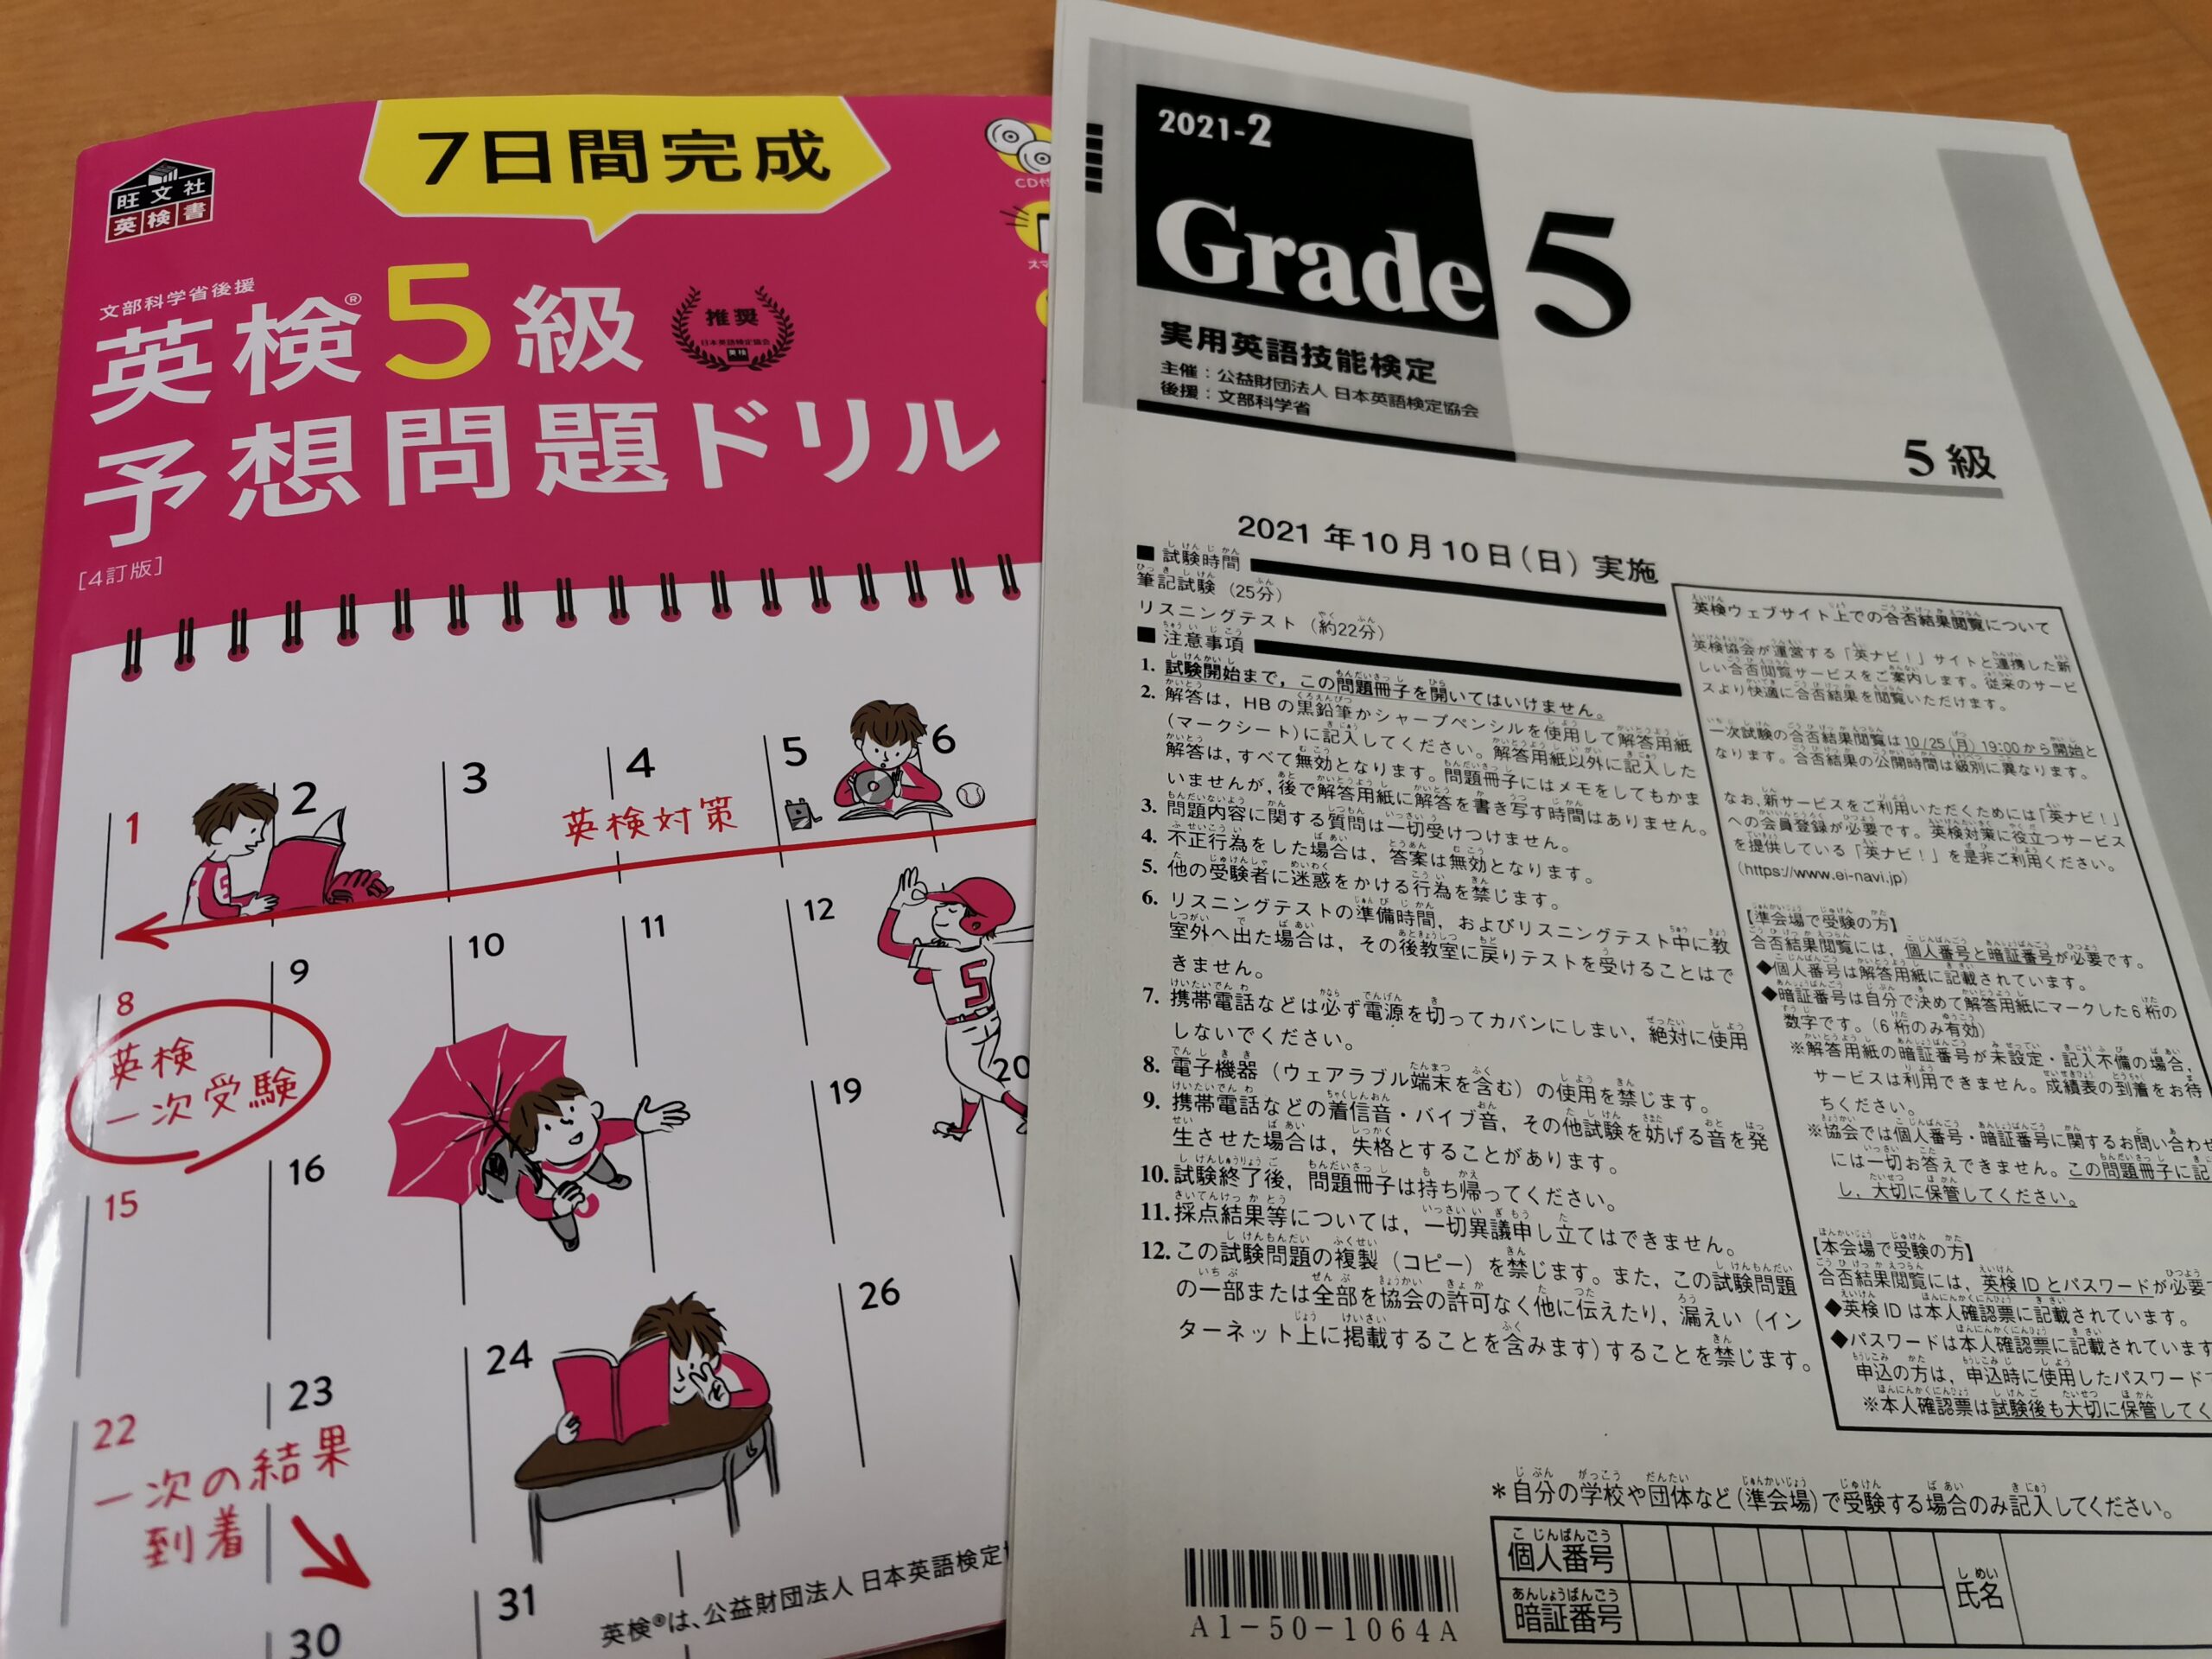 7日間完成
旺文社
英検書
CD付
文部科学省後援
英検®5級
推奨
日本英語検定協会
英検
予想問題ドリル
[4訂版]
1
2
3
4
5
6
英検対策
8
9
10
11
12
英検
一次受験
15
16
19
20
22
23
24
26
一次の結果
到着
30
31
英検®は、公益財団法人 日本英語検定
2021-2
Grade 5
実用英語技能検定
主催:公益財団法人 日本英語検定協会
後援:文部科学省
5級
2021年10月10日(日)実施
■試験時間
筆記試験(25分)
リスニングテスト(約22分)
■注意事項
1. 試験開始まで,この問題冊子を開いてはいけません。
2. 解答は,HBの黒鉛筆かシャープペンシルを使用して解答用紙
(マークシート)に記入してください。解答用紙以外に記入した
解答は,すべて無効となります。問題冊子にはメモをしてもかま
いませんが,後で解答用紙に解答を書き写す時間はありません。
3. 問題内容に関する質問は一切受けつけません。
4. 不正行為をした場合は,答案は無効となります。
5. 他の受験者に迷惑をかける行為を禁じます。
6. リスニングテストの準備時間,およびリスニングテスト中に教
室外へ出た場合は,その後教室に戻りテストを受けることはで
きません。
7. 携帯電話などは必ず電源を切ってカバンにしまい,絶対に使用
しないでください。
8. 電子機器(ウェアラブル端末を含む)の使用を禁じます。
9. 携帯電話などの着信音・バイブ音,その他試験を妨げる音を発
生させた場合は,失格とすることがあります。
10. 試験終了後,問題冊子は持ち帰ってください。
11. 採点結果等については,一切異議申し立てはできません。
12. この試験問題の複製(コピー)を禁じます。また,この試験問題
の一部または全部を協会の許可なく他に伝えたり,漏えい(イン
ターネット上に掲載することを含みます)することを禁じます。
英検ウェブサイト上での合否結果閲覧について
英検協会が運営する「英ナビ!」サイトと連携した新
しい合否閲覧サービスをご案内します。従来のサービ
スより快適に合否結果を閲覧いただけます。
一次試験の合否結果閲覧は10/25(月)19:00から開始と
なります。合否結果の公開時間は級別に異なります。
なお,新サービスをご利用いただくためには「英ナビ!」
への会員登録が必要です。英検対策に役立つサービス
を提供している「英ナビ!」を是非ご利用ください。
(https://www.ei-navi.jp)
【準会場で受験の方】
合否結果閲覧には,個人番号と暗証番号が必要です。
◆個人番号は解答用紙に記載されています。
◆暗証番号は自分で決めて解答用紙にマークした6桁の
数字です。(6桁のみ有効)
※解答用紙の暗証番号が未設定・記入不備の場合,
サービスは利用できません。成績表の到着をお待
ちください。
※協会では個人番号・暗証番号に関するお問い合わせ
には一切お答えできません。この問題冊子に記
し,大切に保管してください。
【本会場で受験の方】
合否結果閲覧には,英検IDとパスワードが必要
◆英検IDは本人確認票に記載されています。
◆パスワードは本人確認票に記載されています
申込の方は,申込時に使用したパスワード
※本人確認票は試験後も大切に保管してく
*自分の学校や団体など(準会場)で受験する場合のみ記入してください。
個人番号
氏名
暗証番号
A1-50-1064A